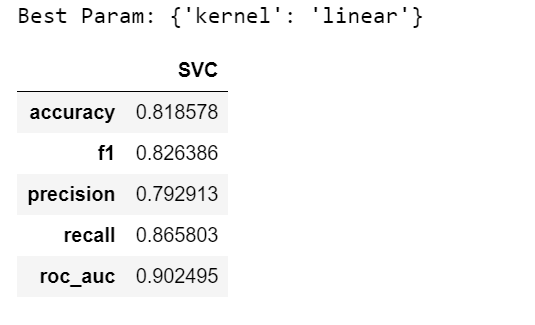 Best Param: {'kernel': 'linear'}
SVC
accuracy 0.818578
f1 0.826386
precision 0.792913
recall 0.865803
roc_auc 0.902495